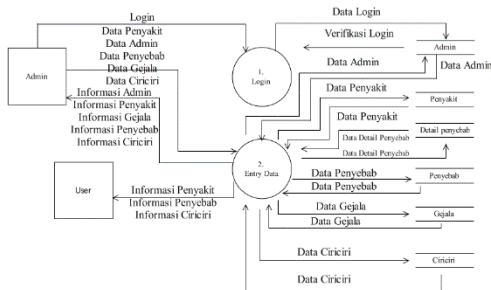 Login
Data Penyakit
Data Admin
Data Penyebab
Data Gejala
Data Ciriciri
Informasi Admin
Informasi Penyakit
Informasi Gejala
Informasi Penyebab
Informasi Ciriciri
Admin
User
Informasi Penyakit
Informasi Penyebab
Informasi Ciriciri
1.
Login
2.
Entry Data
Data Login
Verifikasi Login
Admin
Data Admin
Data Admin
Data Penyakit
Penyakit
Data Penyakit
Detail penyebab
Data Detail Penyebab
Data Detail Penyebab
Data Penyebab
Penyebab
Data Penyebab
Data Gejala
Gejala
Data Gejala
Data Ciriciri
Ciriciri
Data Ciriciri